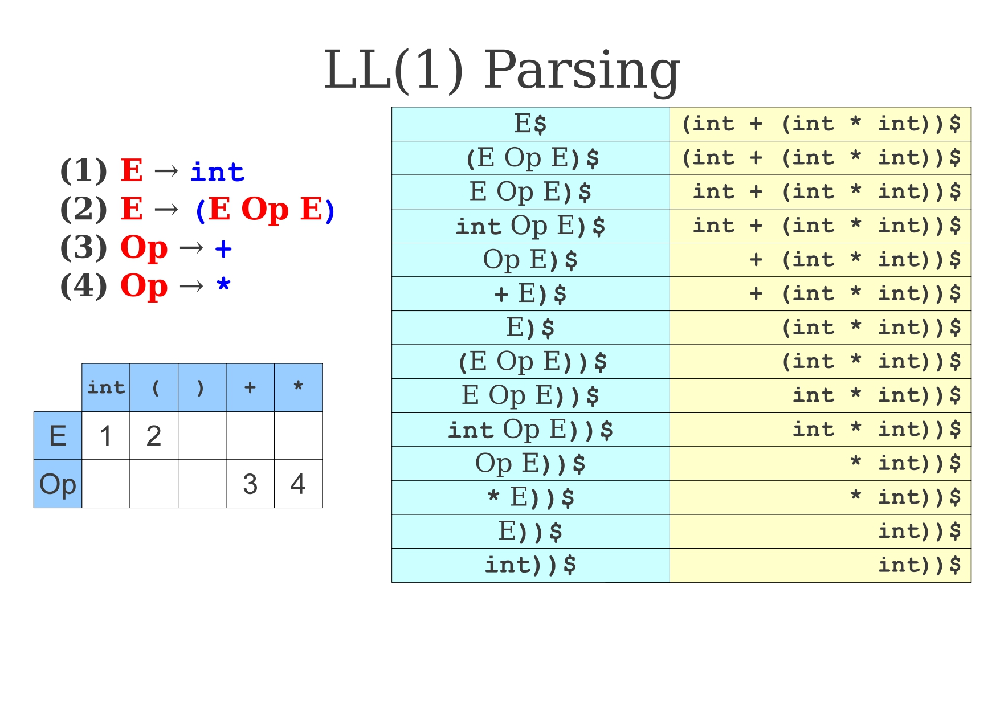 LL(1) Parsing
(1) E → int
(2) E → (E Op E)
(3) Op → +
(4) Op → *
int ( ) + *
E 1 2
Op 3 4
E$ (int + (int * int))$
(E Op E)$ (int + (int * int))$
E Op E)$ int + (int * int))$
int Op E)$ int + (int * int))$
Op E)$ + (int * int))$
+ E)$ + (int * int))$
E)$ (int * int))$
(E Op E))$ (int * int))$
E Op E))$ int * int))$
int Op E))$ int * int))$
Op E))$ * int))$
* E))$ * int))$
E))$ int))$
int))$ int))$